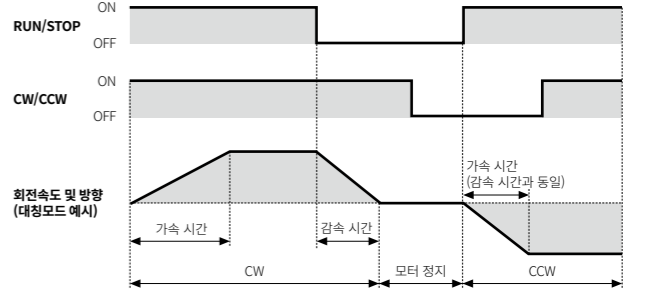 ON
RUN/STOP
OFF
ON
CW/CCW
OFF
가속 시간
(감속 시간과 동일)
회전속도 및 방향
(대칭모드 예시)
가속 시간
감속 시간
CW
모터 정지
CCW